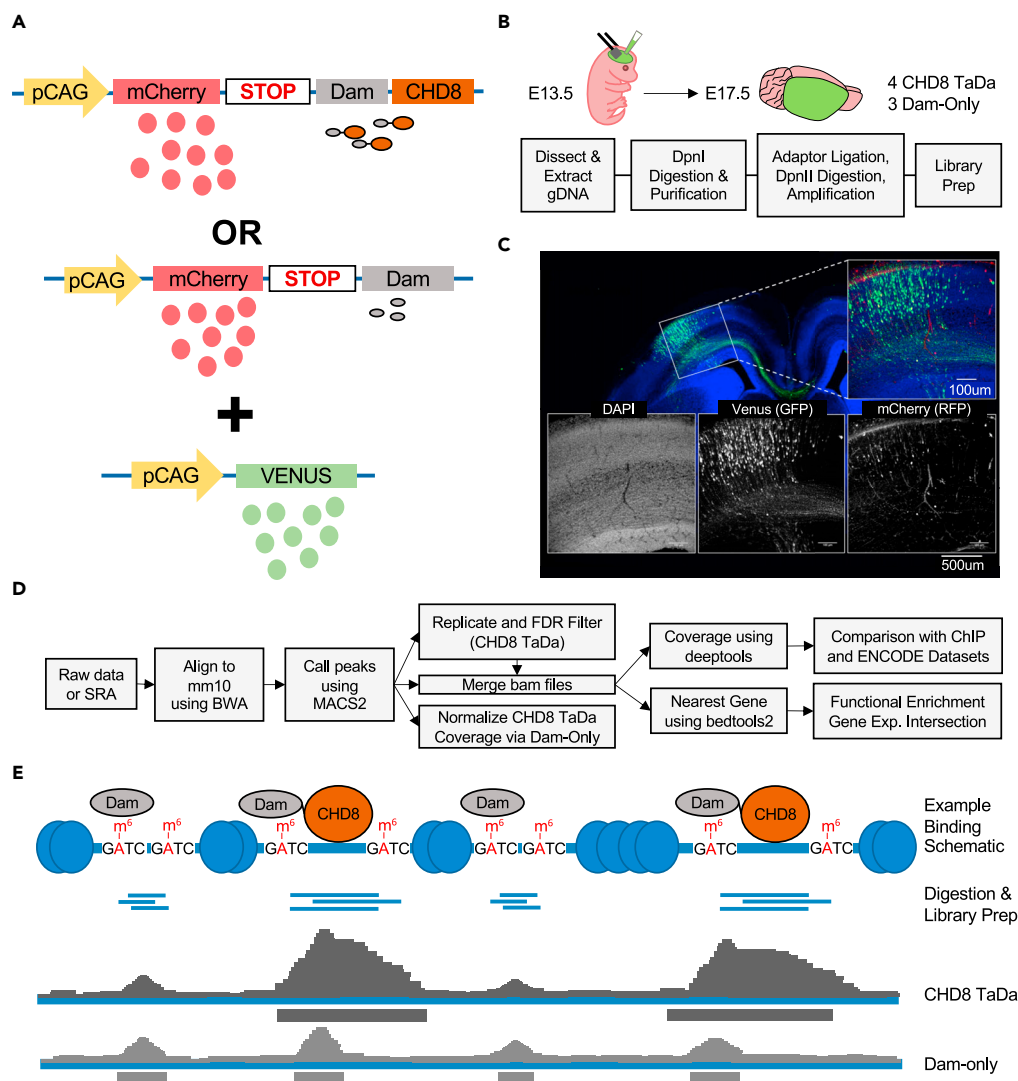 A
pCAG
mCherry
STOP
Dam
CHD8
OR
pCAG
mCherry
STOP
Dam
pCAG
VENUS
B
E13.5
E17.5
4 CHD8 TaDa
3 Dam-Only
Dissect &
Extract
gDNA
DpnI
Digestion &
Purification
Adaptor Ligation,
DpnII Digestion,
Amplification
Library
Prep
C
100um
DAPI
Venus (GFP)
mCherry (RFP)
500um
D
Raw data
or SRA
Align to
mm10
using BWA
Call peaks
using
MACS2
Replicate and FDR Filter
(CHD8 TaDa)
Merge bam files
Normalize CHD8 TaDa
Coverage via Dam-Only
Coverage using
deeptools
Nearest Gene
using bedtools2
Comparison with ChIP
and ENCODE Datasets
Functional Enrichment
Gene Exp. Intersection
E
Dam
Dam
CHD8
Dam
Dam
CHD8
m6
m6
m6
m6
m6
m6
m6
m6
GATC
GATC
GATC
GATC
GATC
GATC
GATC
GATC
Example
Binding
Schematic
Digestion &
Library Prep
CHD8 TaDa
Dam-only